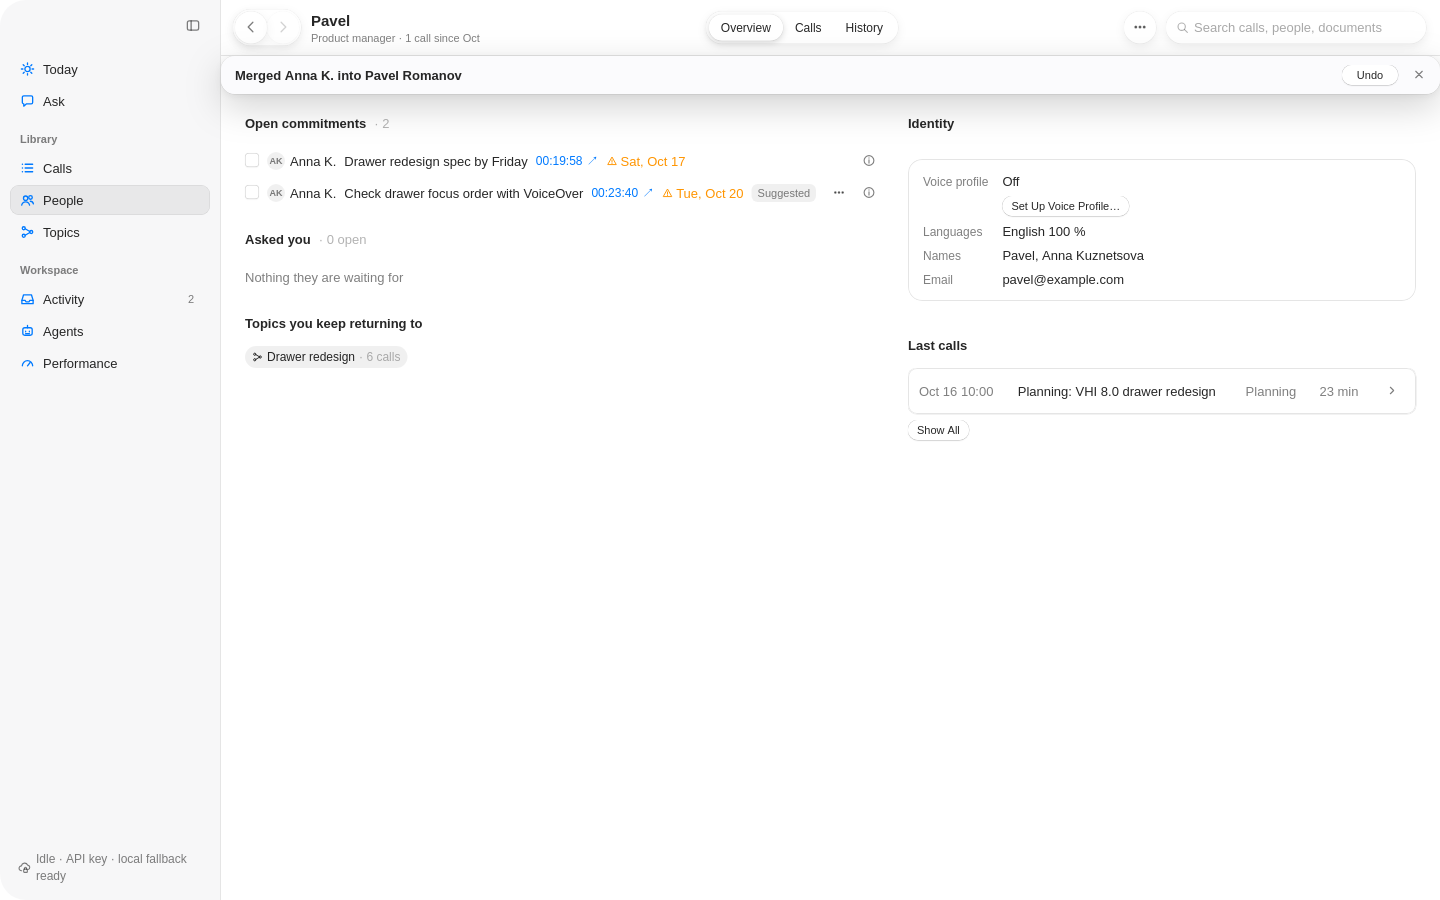 Pavel
Product manager · 1 call since Oct
Overview
Calls
History
Search calls, people, documents
Today
Ask
Library
Calls
People
Topics
Workspace
Activity 2
Agents
Performance
Idle · API key · local fallback
ready
Merged Anna K. into Pavel Romanov
Undo
Open commitments · 2
AK Anna K. Drawer redesign spec by Friday 00:19:58 Sat, Oct 17
AK Anna K. Check drawer focus order with VoiceOver 00:23:40 Tue, Oct 20 Suggested
Asked you · 0 open
Nothing they are waiting for
Topics you keep returning to
Drawer redesign · 6 calls
Identity
Voice profile Off
Set Up Voice Profile…
Languages English 100 %
Names Pavel, Anna Kuznetsova
Email pavel@example.com
Last calls
Oct 16 10:00 Planning: VHI 8.0 drawer redesign Planning 23 min
Show All